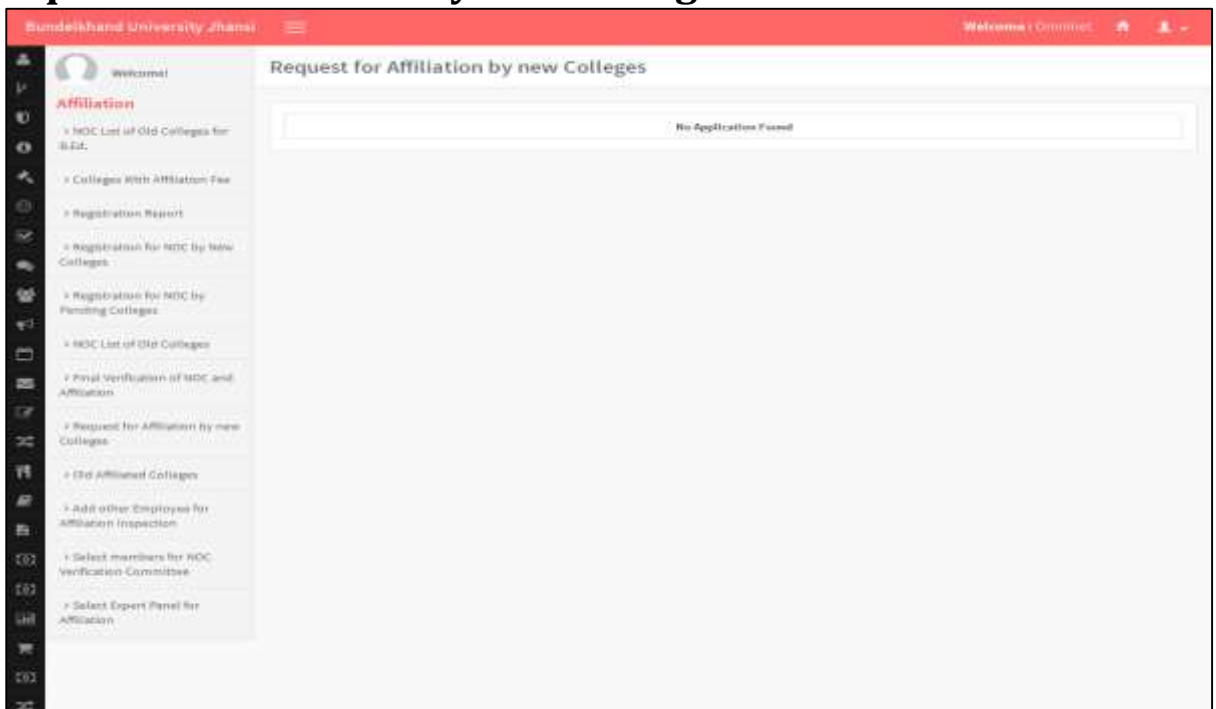 Bundelkhand University Jhansi
Welcome :
Welcome!
Request for Affiliation by new Colleges
Affiliation
No Application Found
> NOC List of Old Colleges for
B.Ed.
> Colleges With Affiliation Fee
> Registration Report
> Registration for NOC by New
Colleges
> Registration for NOC by
Pending Colleges
> NOC List of Old Colleges
> Final Verification of NOC and
Affiliation
> Request for Affiliation by new
Colleges
> Old Affiliated Colleges
> Add other Employee for
Affiliation Inspection
> Select members for NOC
Verification Committee
> Select Expert Panel for
Affiliation